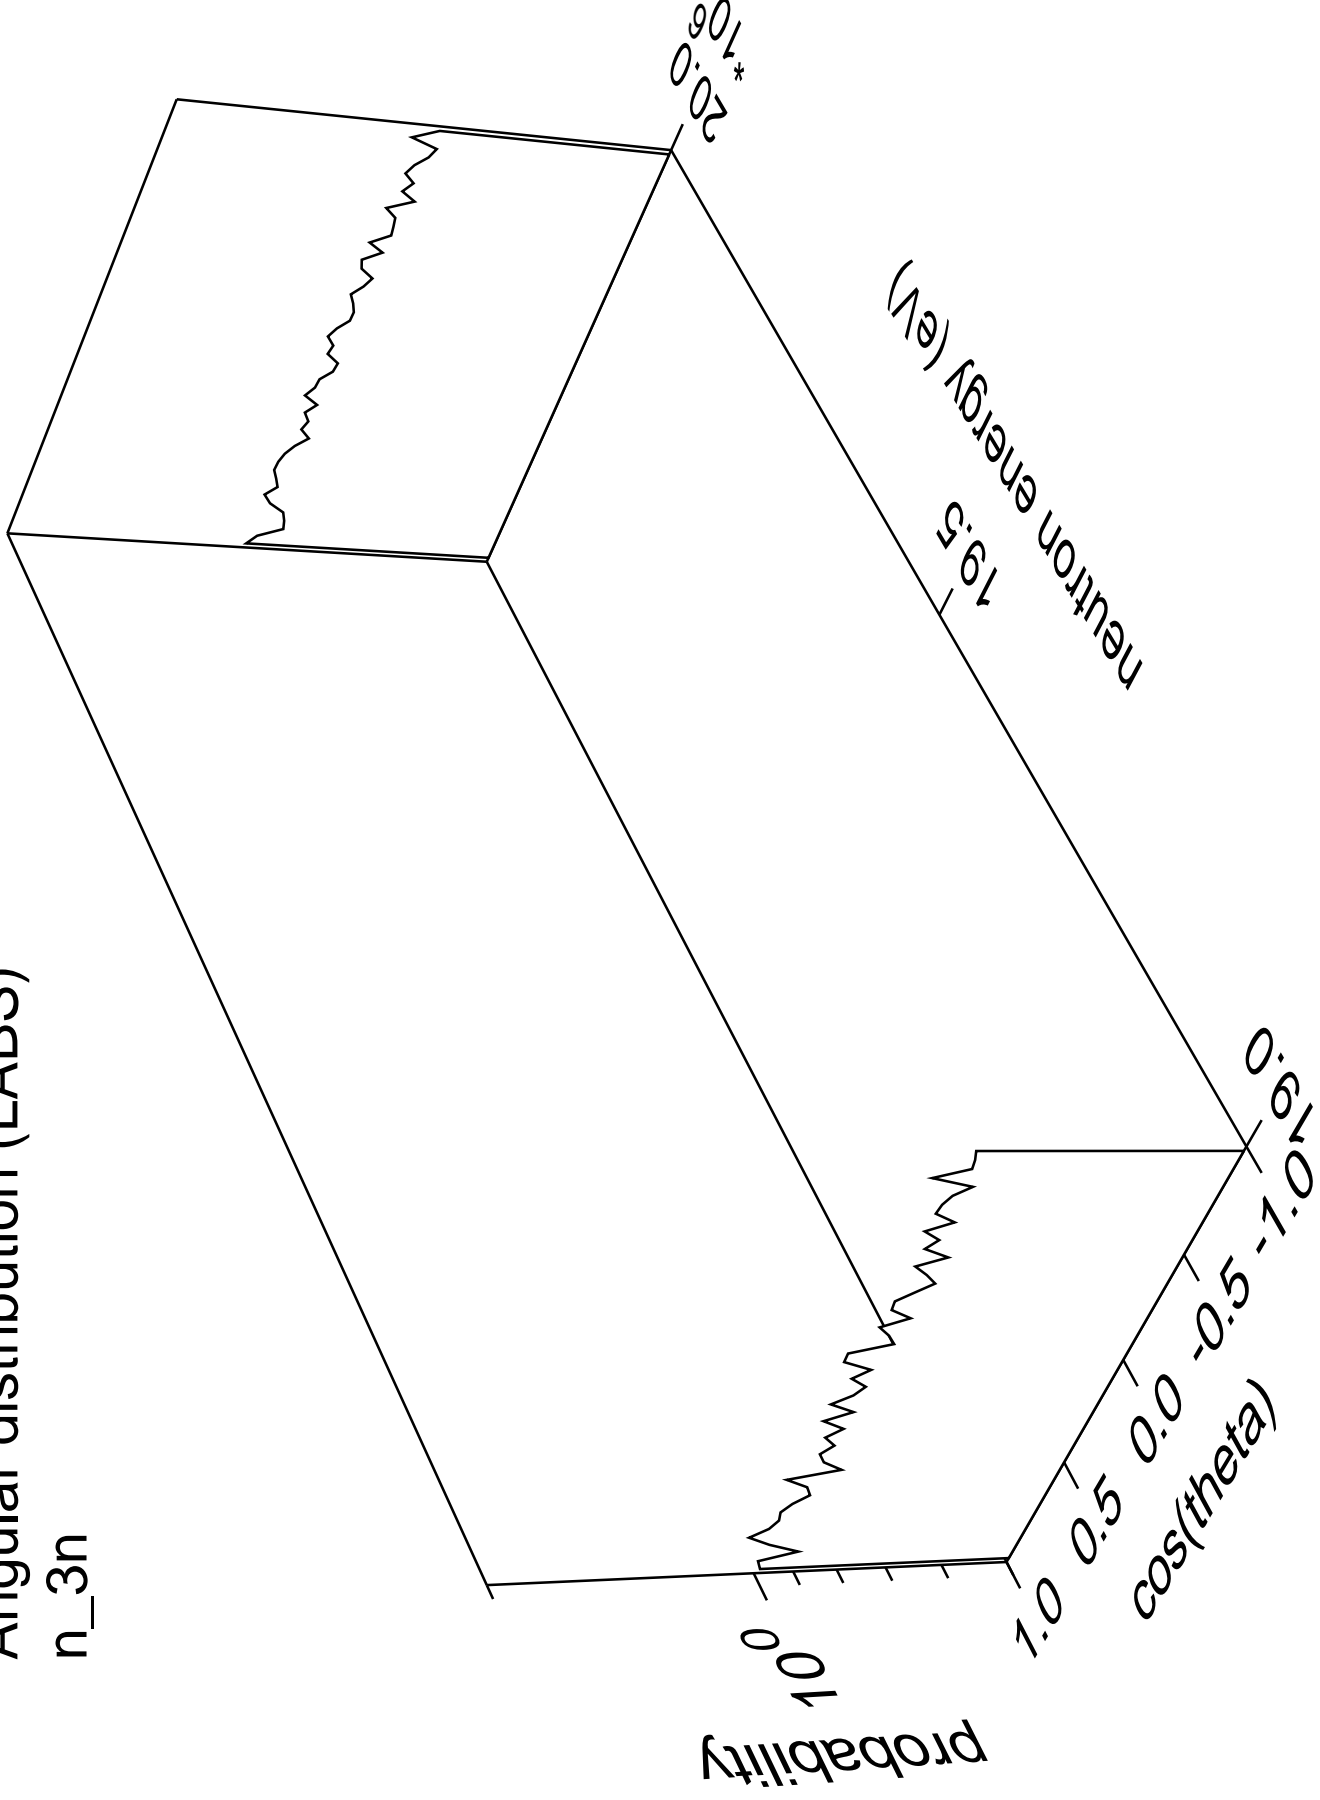 Angular distribution (LAB3)
n_3n
probability
10^0
1.0 0.5 0.0 -0.5 -1.0
cos(theta)
19.0 19.5 20.0
* 10^6
neutron energy (eV)